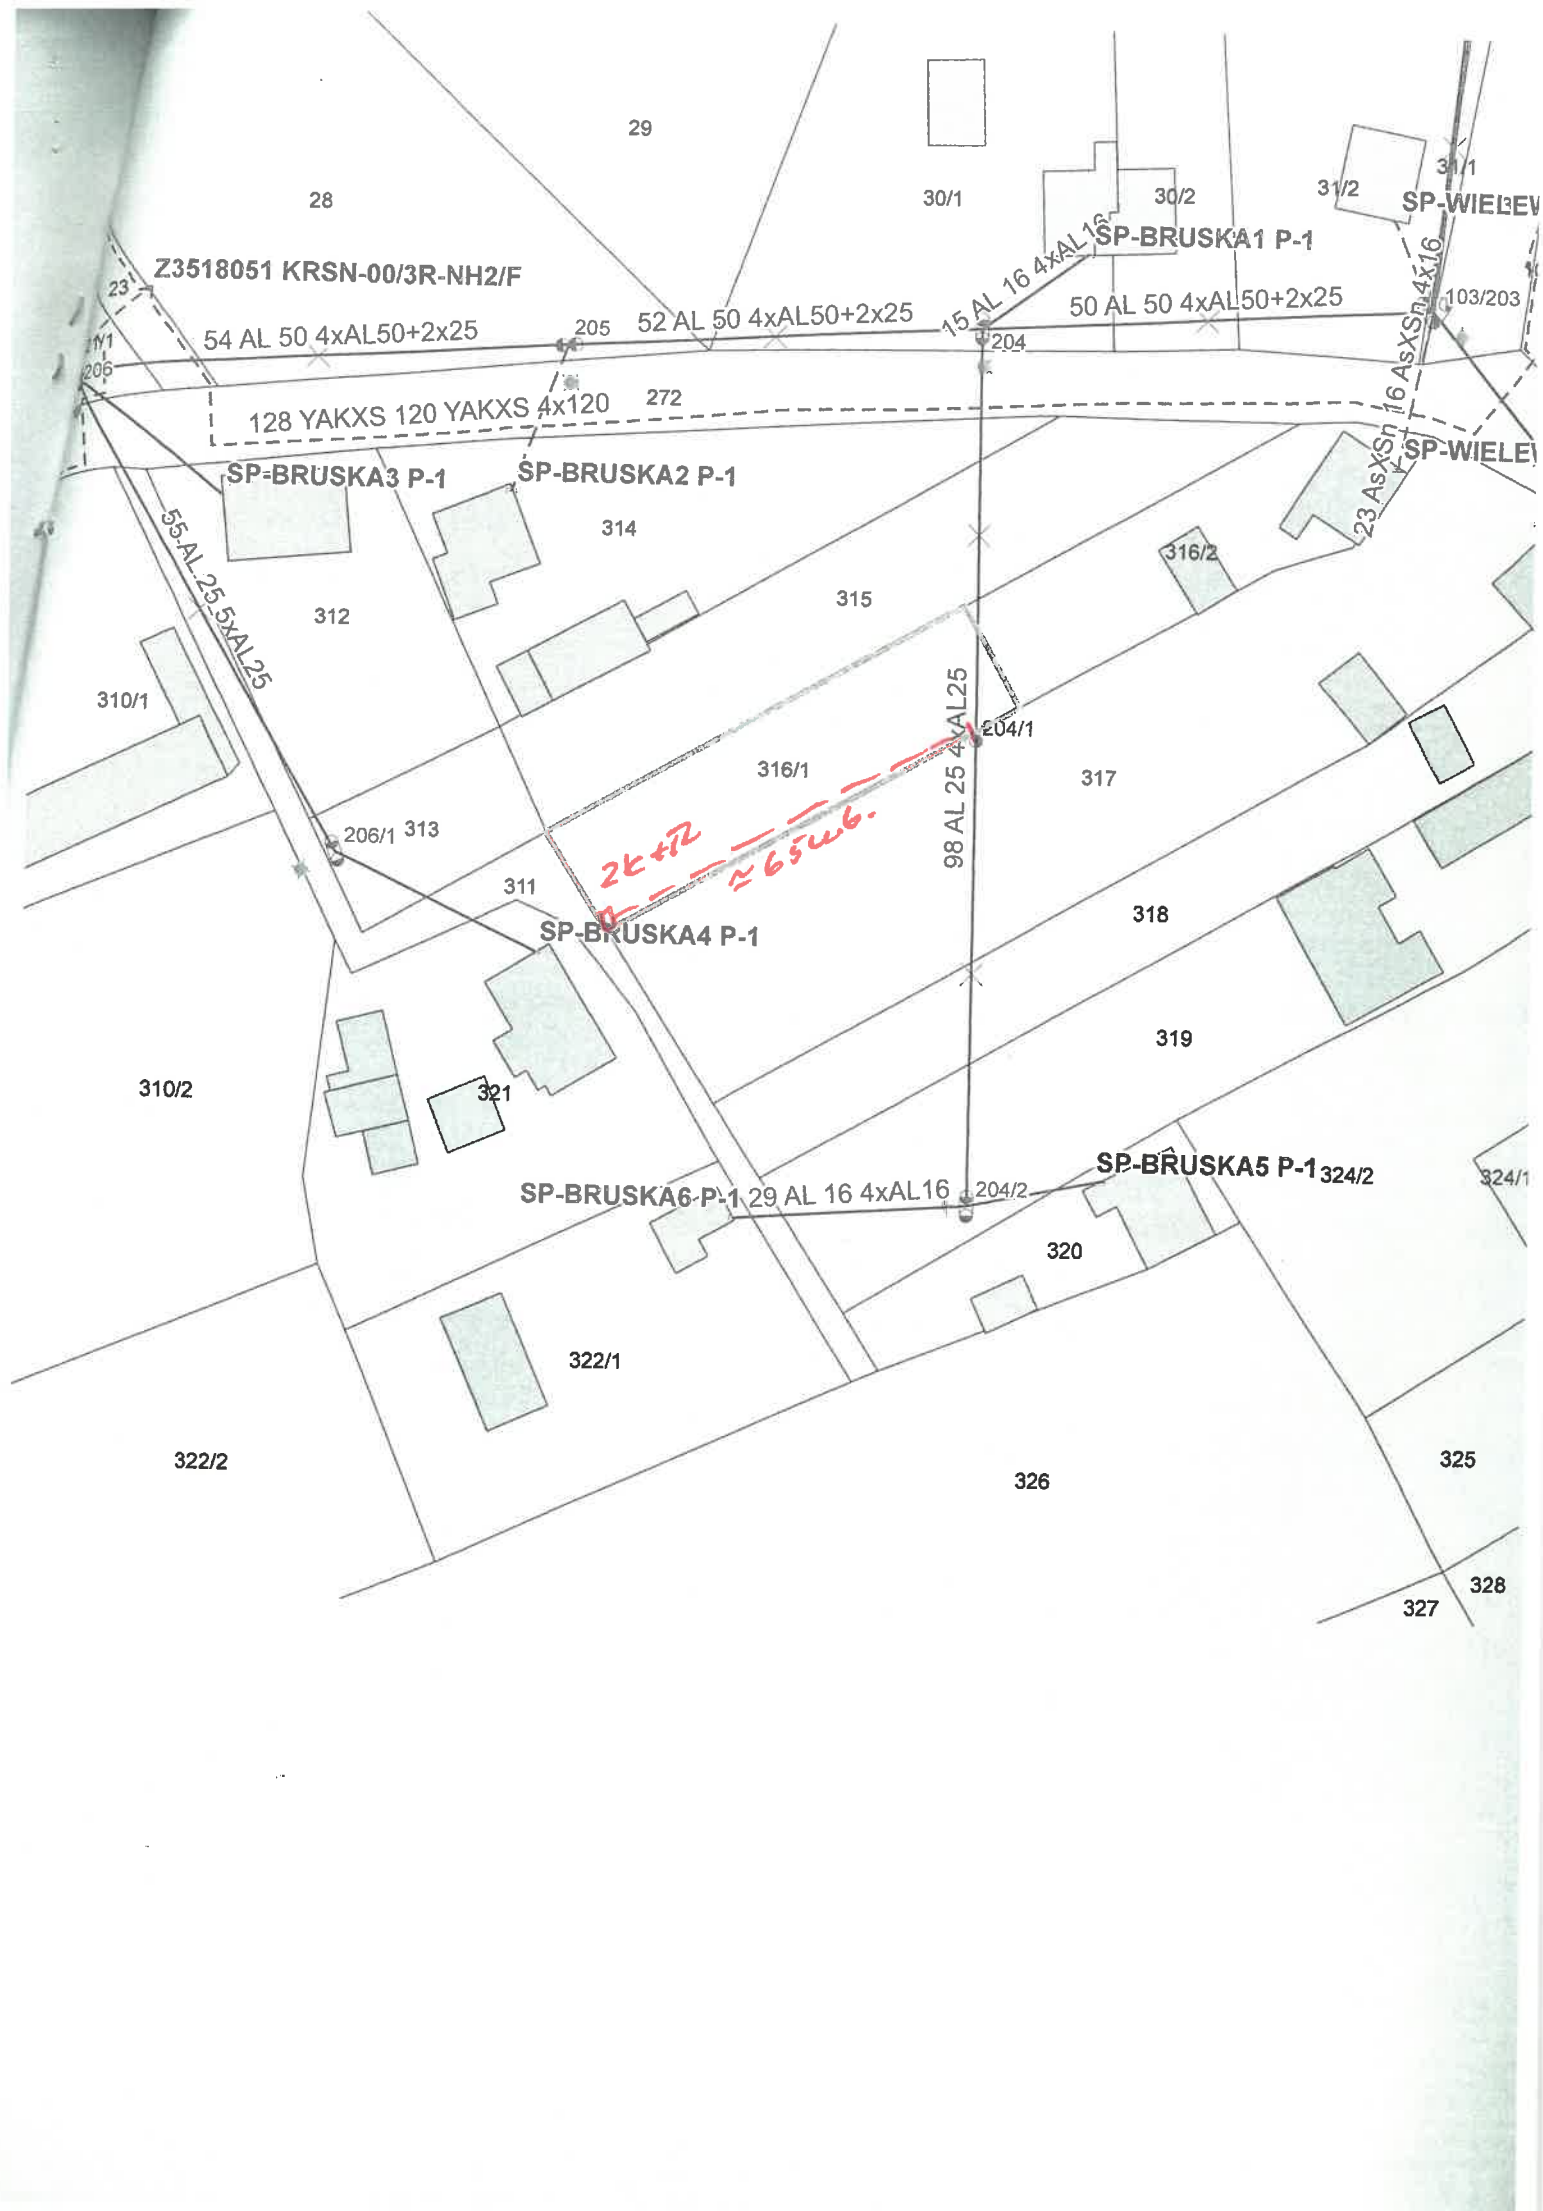 29
28
30/1
30/2
31/2
31/1
SP-WIELEW
SP-BRUSKA1 P-1
Z3518051 KRSN-00/3R-NH2/F
23
103/203
54 AL 50 4xAL50+2x25
205
52 AL 50 4xAL50+2x25
15 AL 16 4xAL16
50 AL 50 4xAL50+2x25
204
206
272
128 YAKXS 120 YAKXS 4x120
23 AsXSn 16 AsXSn 4x16
SP-WIELEW
SP-BRUSKA3 P-1
SP-BRUSKA2 P-1
314
316/2
55 AL 25 5xAL25
312
315
310/1
204/1
316/1
317
98 AL 25 4xAL25
206/1
313
2K+P
≈65
311
SP-BRUSKA4 P-1
318
319
310/2
321
SP-BRUSKA5 P-1
324/2
324/1
SP-BRUSKA6 P-1
29 AL 16 4xAL16
204/2
320
322/1
322/2
326
325
328
327